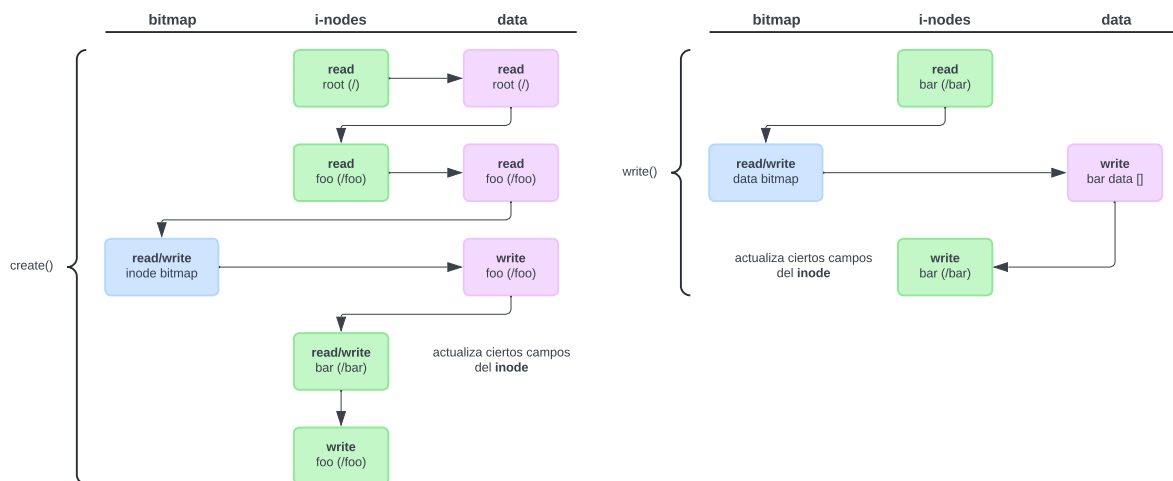 bitmap
i-nodes
data
create()
read
root (/)
read
root (/)
read
foo (/foo)
read
foo (/foo)
read/write
inode bitmap
write
foo (/foo)
read/write
bar (/bar)
actualiza ciertos campos
del inode
write
foo (/foo)
bitmap
i-nodes
data
write()
read
bar (/bar)
read/write
data bitmap
write
bar data []
actualiza ciertos campos
del inode
write
bar (/bar)